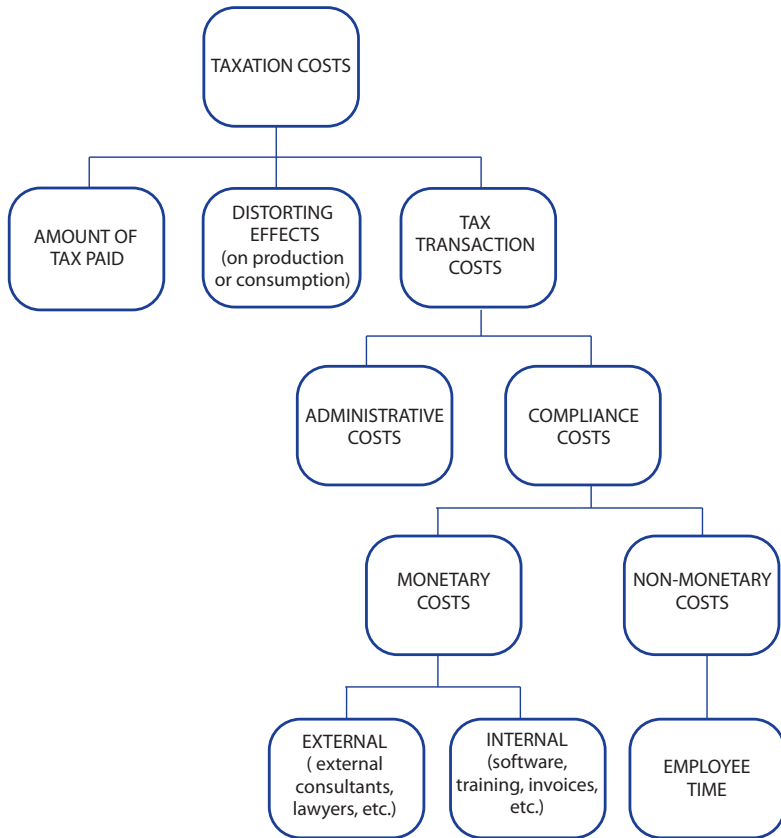 TAXATION COSTS
AMOUNT OF
TAX PAID
DISTORTING
EFFECTS
(on production
or consumption)
TAX
TRANSACTION
COSTS
ADMINISTRATIVE
COSTS
COMPLIANCE
COSTS
MONETARY
COSTS
NON-MONETARY
COSTS
EXTERNAL
( external
consultants,
lawyers, etc.)
INTERNAL
(software,
training, invoices,
etc.)
EMPLOYEE
TIME